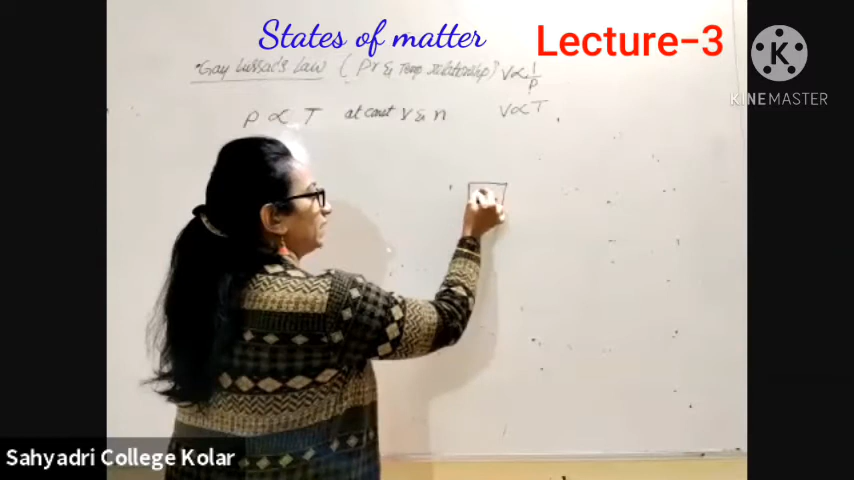 States of matter
Lecture-3
KINEMASTER
• Gay Lussac's Law ( Pr & Temp relationship) V∝ 1/P
P ∝ T at const V & n V∝T
Sahyadri College Kolar